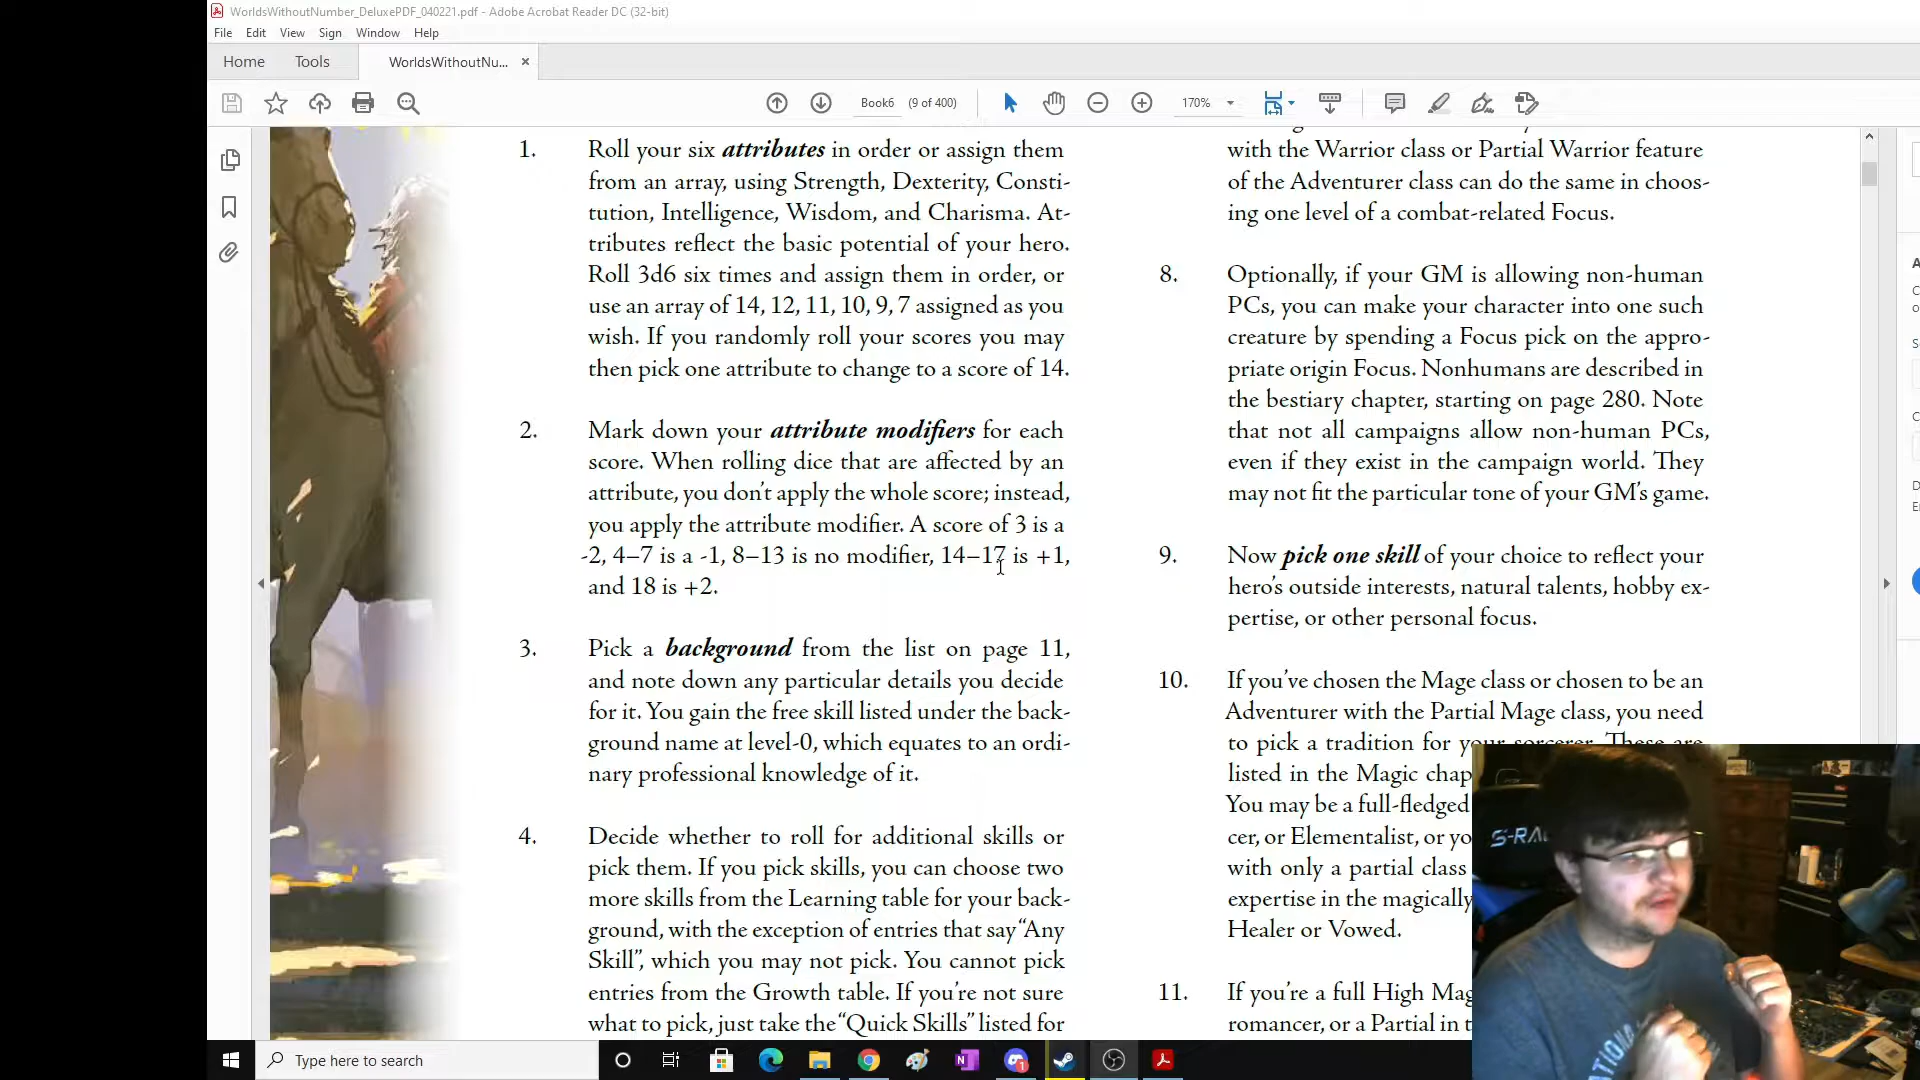 WorldsWithoutNumber_DeluxePDF_040221.pdf - Adobe Acrobat Reader DC (32-bit)
File Edit View Sign Window Help
Home Tools WorldsWithoutNu... ×
Book6 (9 of 400) 170%
1. Roll your six attributes in order or assign them
from an array, using Strength, Dexterity, Consti-
tution, Intelligence, Wisdom, and Charisma. At-
tributes reflect the basic potential of your hero.
Roll 3d6 six times and assign them in order, or
use an array of 14, 12, 11, 10, 9, 7 assigned as you
wish. If you randomly roll your scores you may
then pick one attribute to change to a score of 14.
2. Mark down your attribute modifiers for each
score. When rolling dice that are affected by an
attribute, you don't apply the whole score; instead,
you apply the attribute modifier. A score of 3 is a
-2, 4–7 is a -1, 8–13 is no modifier, 14–17 is +1,
and 18 is +2.
3. Pick a background from the list on page 11,
and note down any particular details you decide
for it. You gain the free skill listed under the back-
ground name at level-0, which equates to an ordi-
nary professional knowledge of it.
4. Decide whether to roll for additional skills or
pick them. If you pick skills, you can choose two
more skills from the Learning table for your back-
ground, with the exception of entries that say "Any
Skill", which you may not pick. You cannot pick
entries from the Growth table. If you're not sure
what to pick, just take the "Quick Skills" listed for
with the Warrior class or Partial Warrior feature
of the Adventurer class can do the same in choos-
ing one level of a combat-related Focus.
8. Optionally, if your GM is allowing non-human
PCs, you can make your character into one such
creature by spending a Focus pick on the appro-
priate origin Focus. Nonhumans are described in
the bestiary chapter, starting on page 280. Note
that not all campaigns allow non-human PCs,
even if they exist in the campaign world. They
may not fit the particular tone of your GM's game.
9. Now pick one skill of your choice to reflect your
hero's outside interests, natural talents, hobby ex-
pertise, or other personal focus.
10. If you've chosen the Mage class or chosen to be an
Adventurer with the Partial Mage class, you need
to pick a tradition for your sorcerer. These are
listed in the Magic chap
You may be a full-fledged
cer, or Elementalist, or yo
with only a partial class
expertise in the magically
Healer or Vowed.
11. If you're a full High Mag
romancer, or a Partial in t
S-RAC
Type here to search